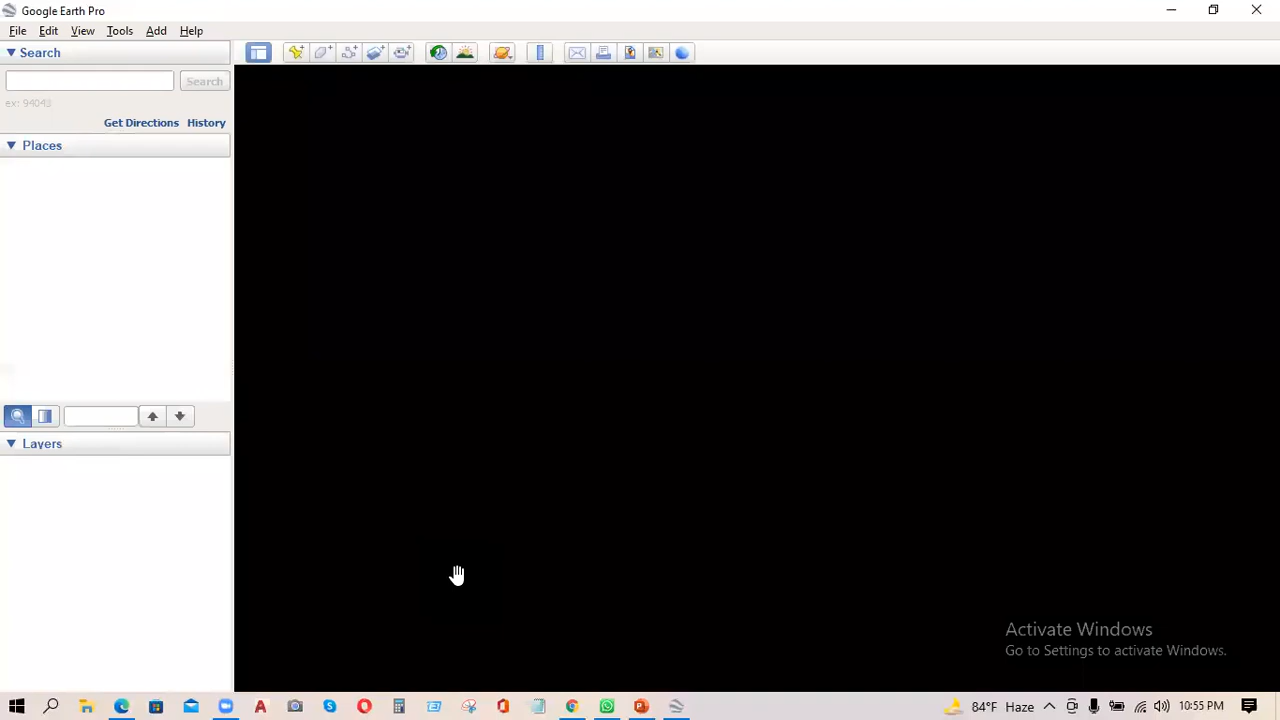 Google Earth Pro
File Edit View Tools Add Help
Search
Search
ex: 94043
Get Directions History
Places
Layers
Activate Windows
Go to Settings to activate Windows.
84°F Haze 10:55 PM